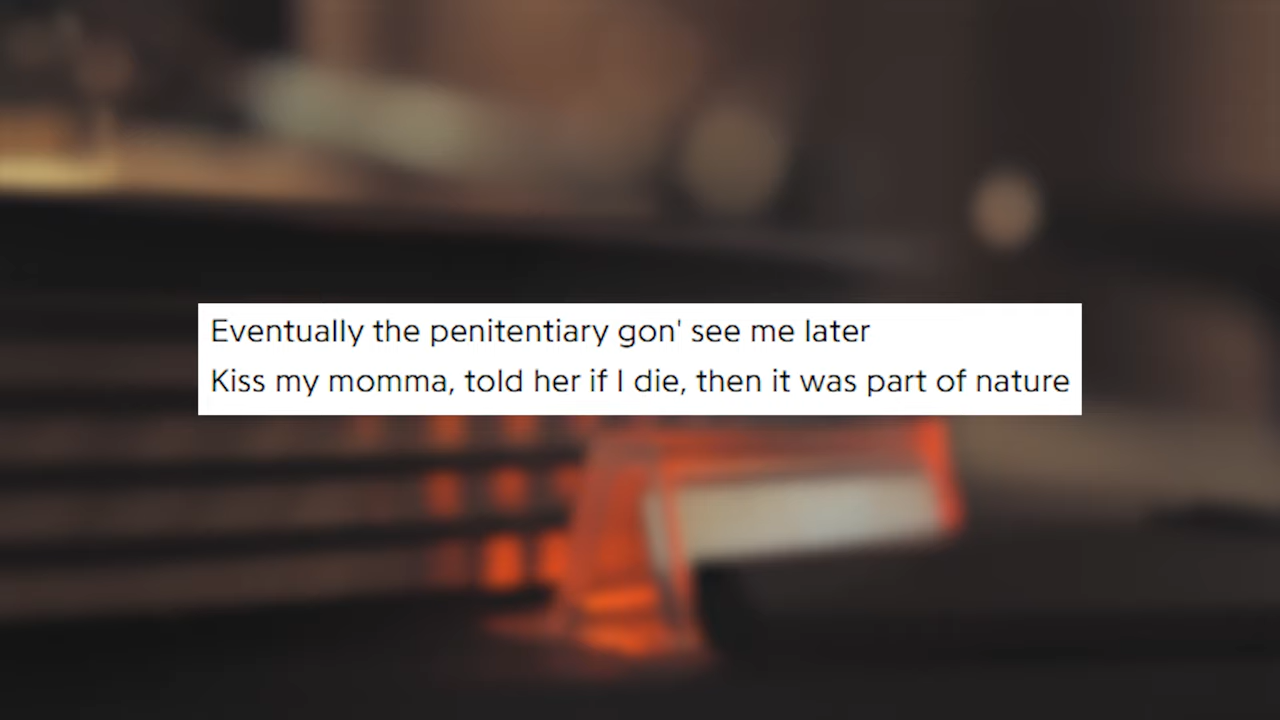 Eventually the penitentiary gon' see me later
Kiss my momma, told her if I die, then it was part of nature